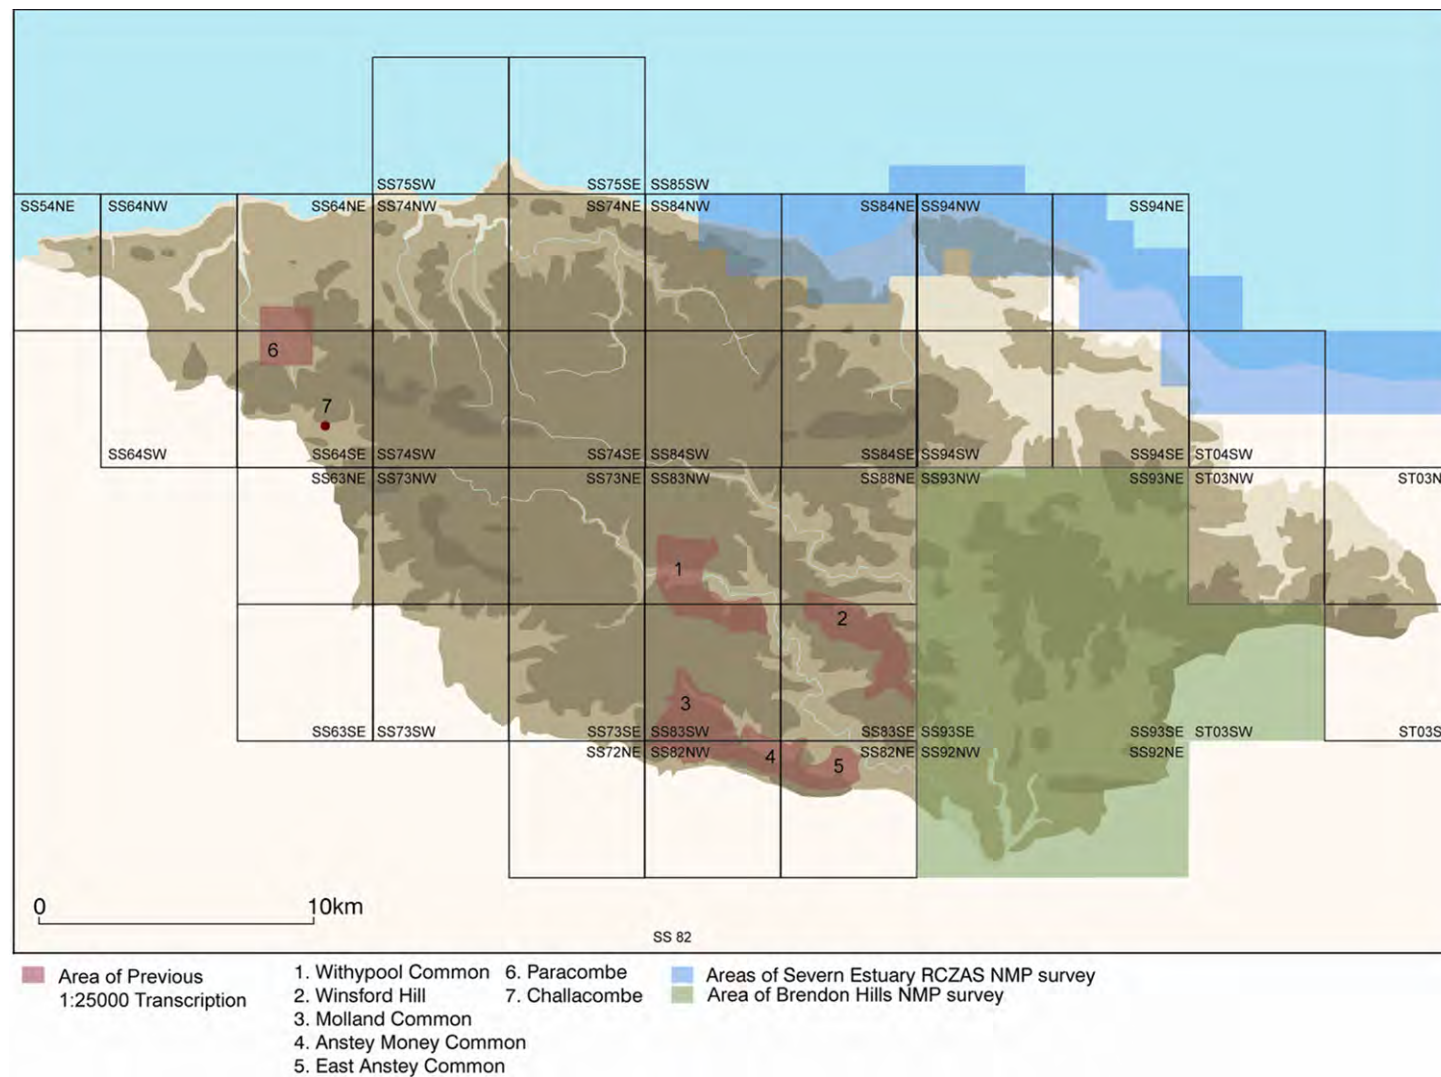 SS75SW SS75SE SS85SW
SS54NE SS64NW SS64NE SS74NW SS74NE SS84NW SS84NE SS94NW SS94NE
6
7
SS64SW SS64SE SS74SW SS74SE SS84SW SS84SE SS94SW SS94SE ST04SW
SS63NE SS73NW SS73NE SS83NW SS88NE SS93NW SS93NE ST03NW ST03N
1
2
3
SS63SE SS73SW SS73SE SS83SW SS83SE SS93SE SS93SE ST03SW ST03S
SS72NE SS82NW SS82NE SS92NW SS92NE
4
5
0 10km
SS 82
Area of Previous
1:25000 Transcription
1. Withypool Common
2. Winsford Hill
3. Molland Common
4. Anstey Money Common
5. East Anstey Common
6. Paracombe
7. Challacombe
Areas of Severn Estuary RCZAS NMP survey
Area of Brendon Hills NMP survey